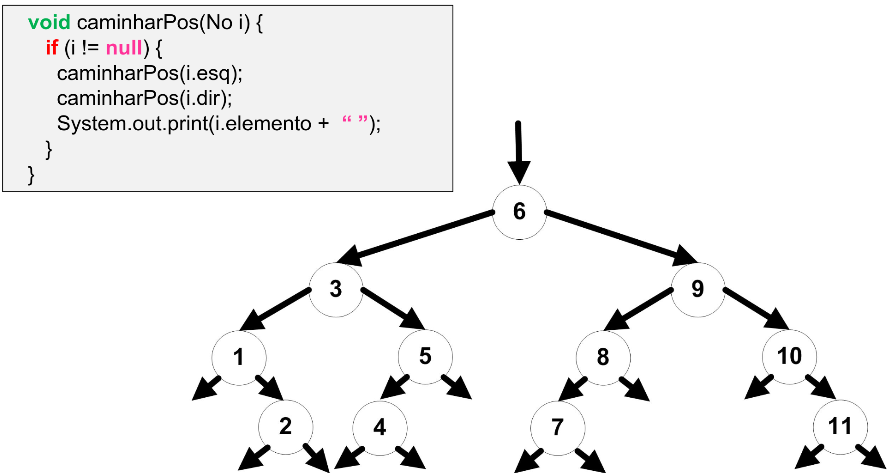 void caminharPos(No i) {
if (i != null) {
caminharPos(i.esq);
caminharPos(i.dir);
System.out.print(i.elemento + “ ”);
}
}
6
3
9
1
5
8
10
2
4
7
11